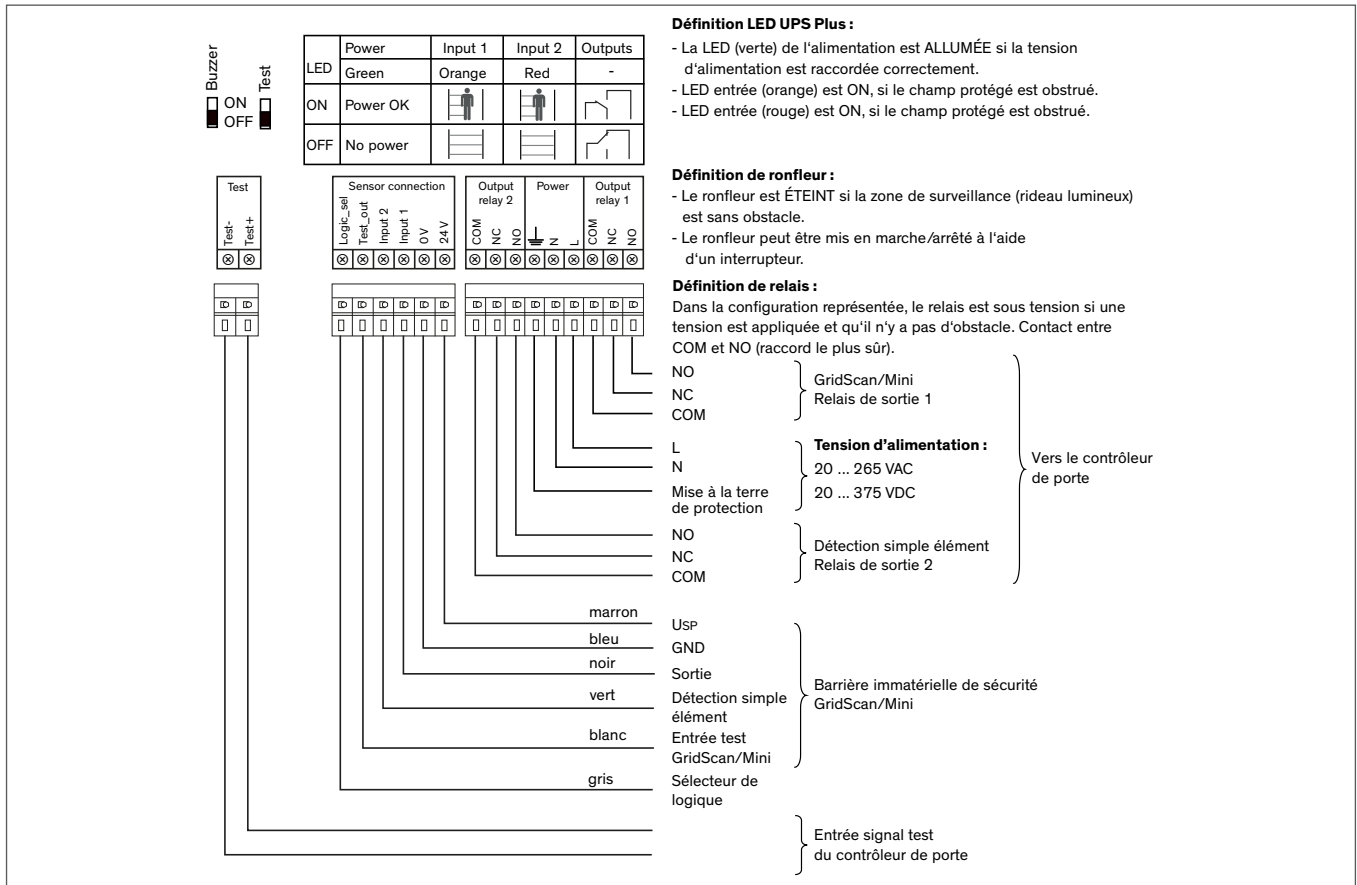 Buzzer
ON
OFF
Test
LED Power Input 1 Input 2 Outputs
Green Orange Red -
ON Power OK
OFF No power
Test
Test-
Test+
Sensor connection
Logic_sel
Test_out
Input 2
Input 1
0 V
24 V
Output
relay 2
COM
NC
NO
Power
N
L
Output
relay 1
COM
NC
NO
Définition LED UPS Plus :
- La LED (verte) de l‘alimentation est ALLUMÉE si la tension
d‘alimentation est raccordée correctement.
- LED entrée (orange) est ON, si le champ protégé est obstrué.
- LED entrée (rouge) est ON, si le champ protégé est obstrué.
Définition de ronfleur :
- Le ronfleur est ÉTEINT si la zone de surveillance (rideau lumineux)
est sans obstacle.
- Le ronfleur peut être mis en marche/arrêté à l‘aide
d‘un interrupteur.
Définition de relais :
Dans la configuration représentée, le relais est sous tension si une
tension est appliquée et qu‘il n‘y a pas d‘obstacle. Contact entre
COM et NO (raccord le plus sûr).
NO
NC
COM
GridScan/Mini
Relais de sortie 1
L
N
Mise à la terre
de protection
Tension d’alimentation :
20 ... 265 VAC
20 ... 375 VDC
NO
NC
COM
Détection simple élément
Relais de sortie 2
Vers le contrôleur
de porte
marron USP
bleu GND
noir Sortie
vert Détection simple
élément
blanc Entrée test
GridScan/Mini
gris Sélecteur de
logique
Barrière immatérielle de sécurité
GridScan/Mini
Entrée signal test
du contrôleur de porte